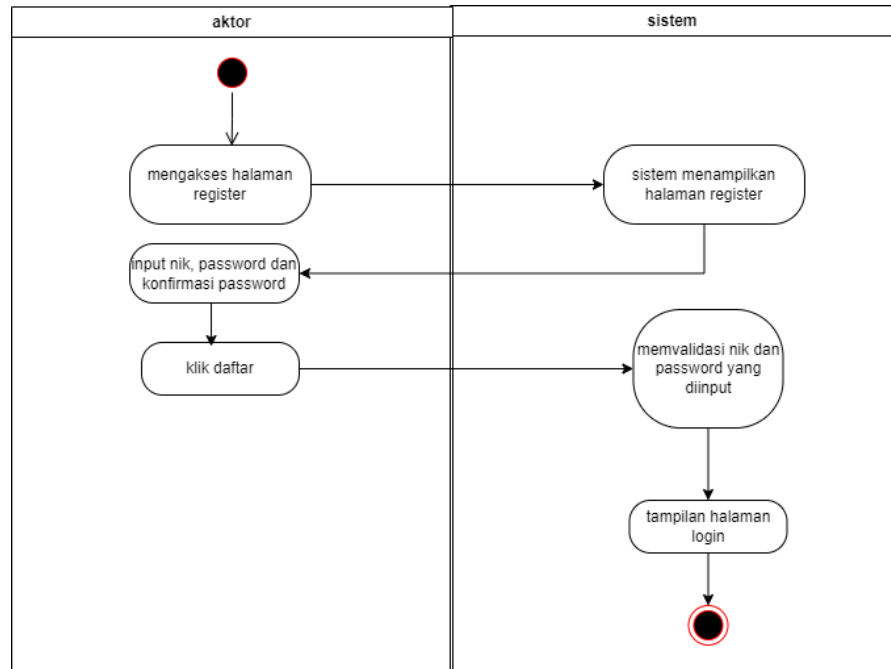 aktor
sistem
mengakses halaman
register
sistem menampilkan
halaman register
input nik, password dan
konfirmasi password
klik daftar
memvalidasi nik dan
password yang
diinput
tampilan halaman
login